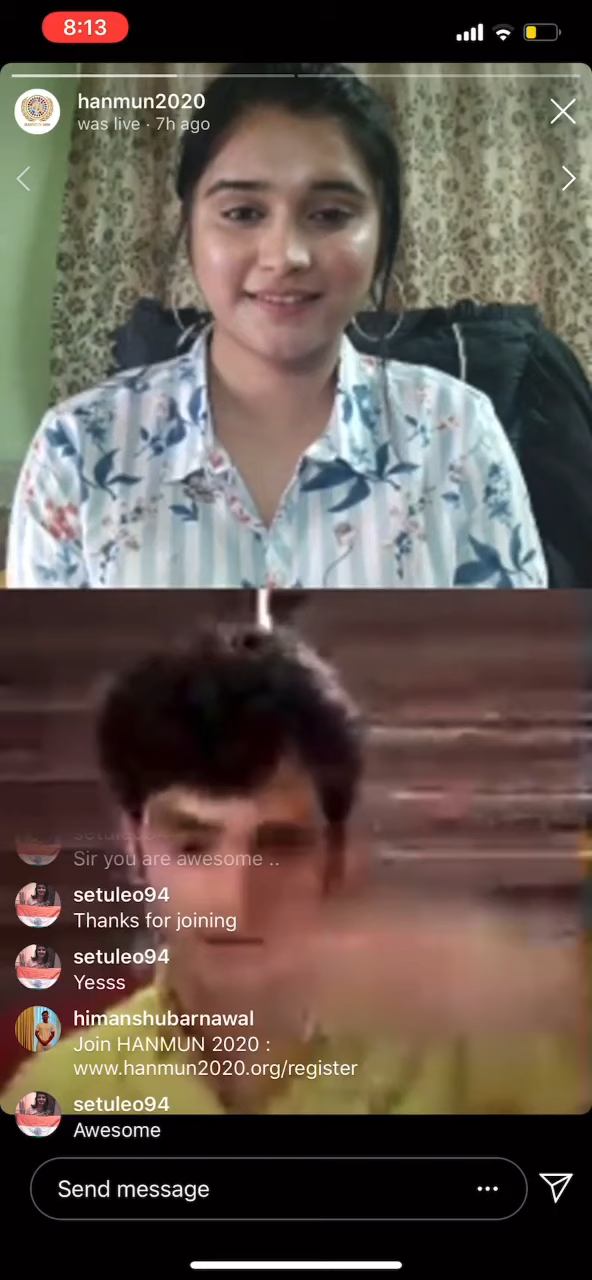 8:13
hanmun2020
was live · 7h ago
setuleo94
Sir you are awesome ..
setuleo94
Thanks for joining
setuleo94
Yesss
himanshubarnawal
Join HANMUN 2020 :
www.hanmun2020.org/register
setuleo94
Awesome
Send message